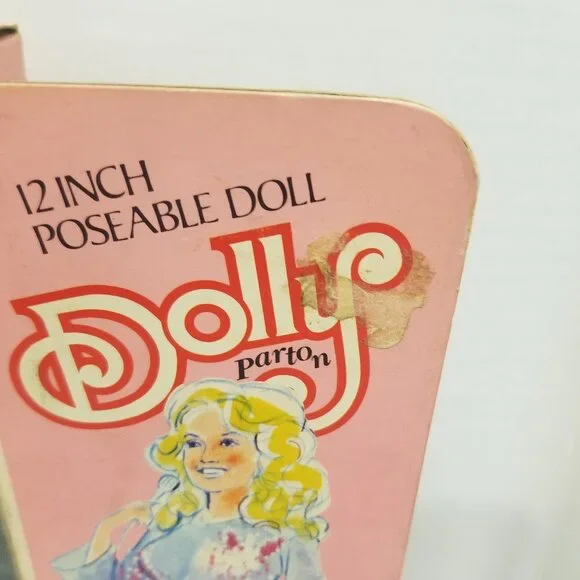 12 INCH
POSEABLE DOLL
Dolly
parton